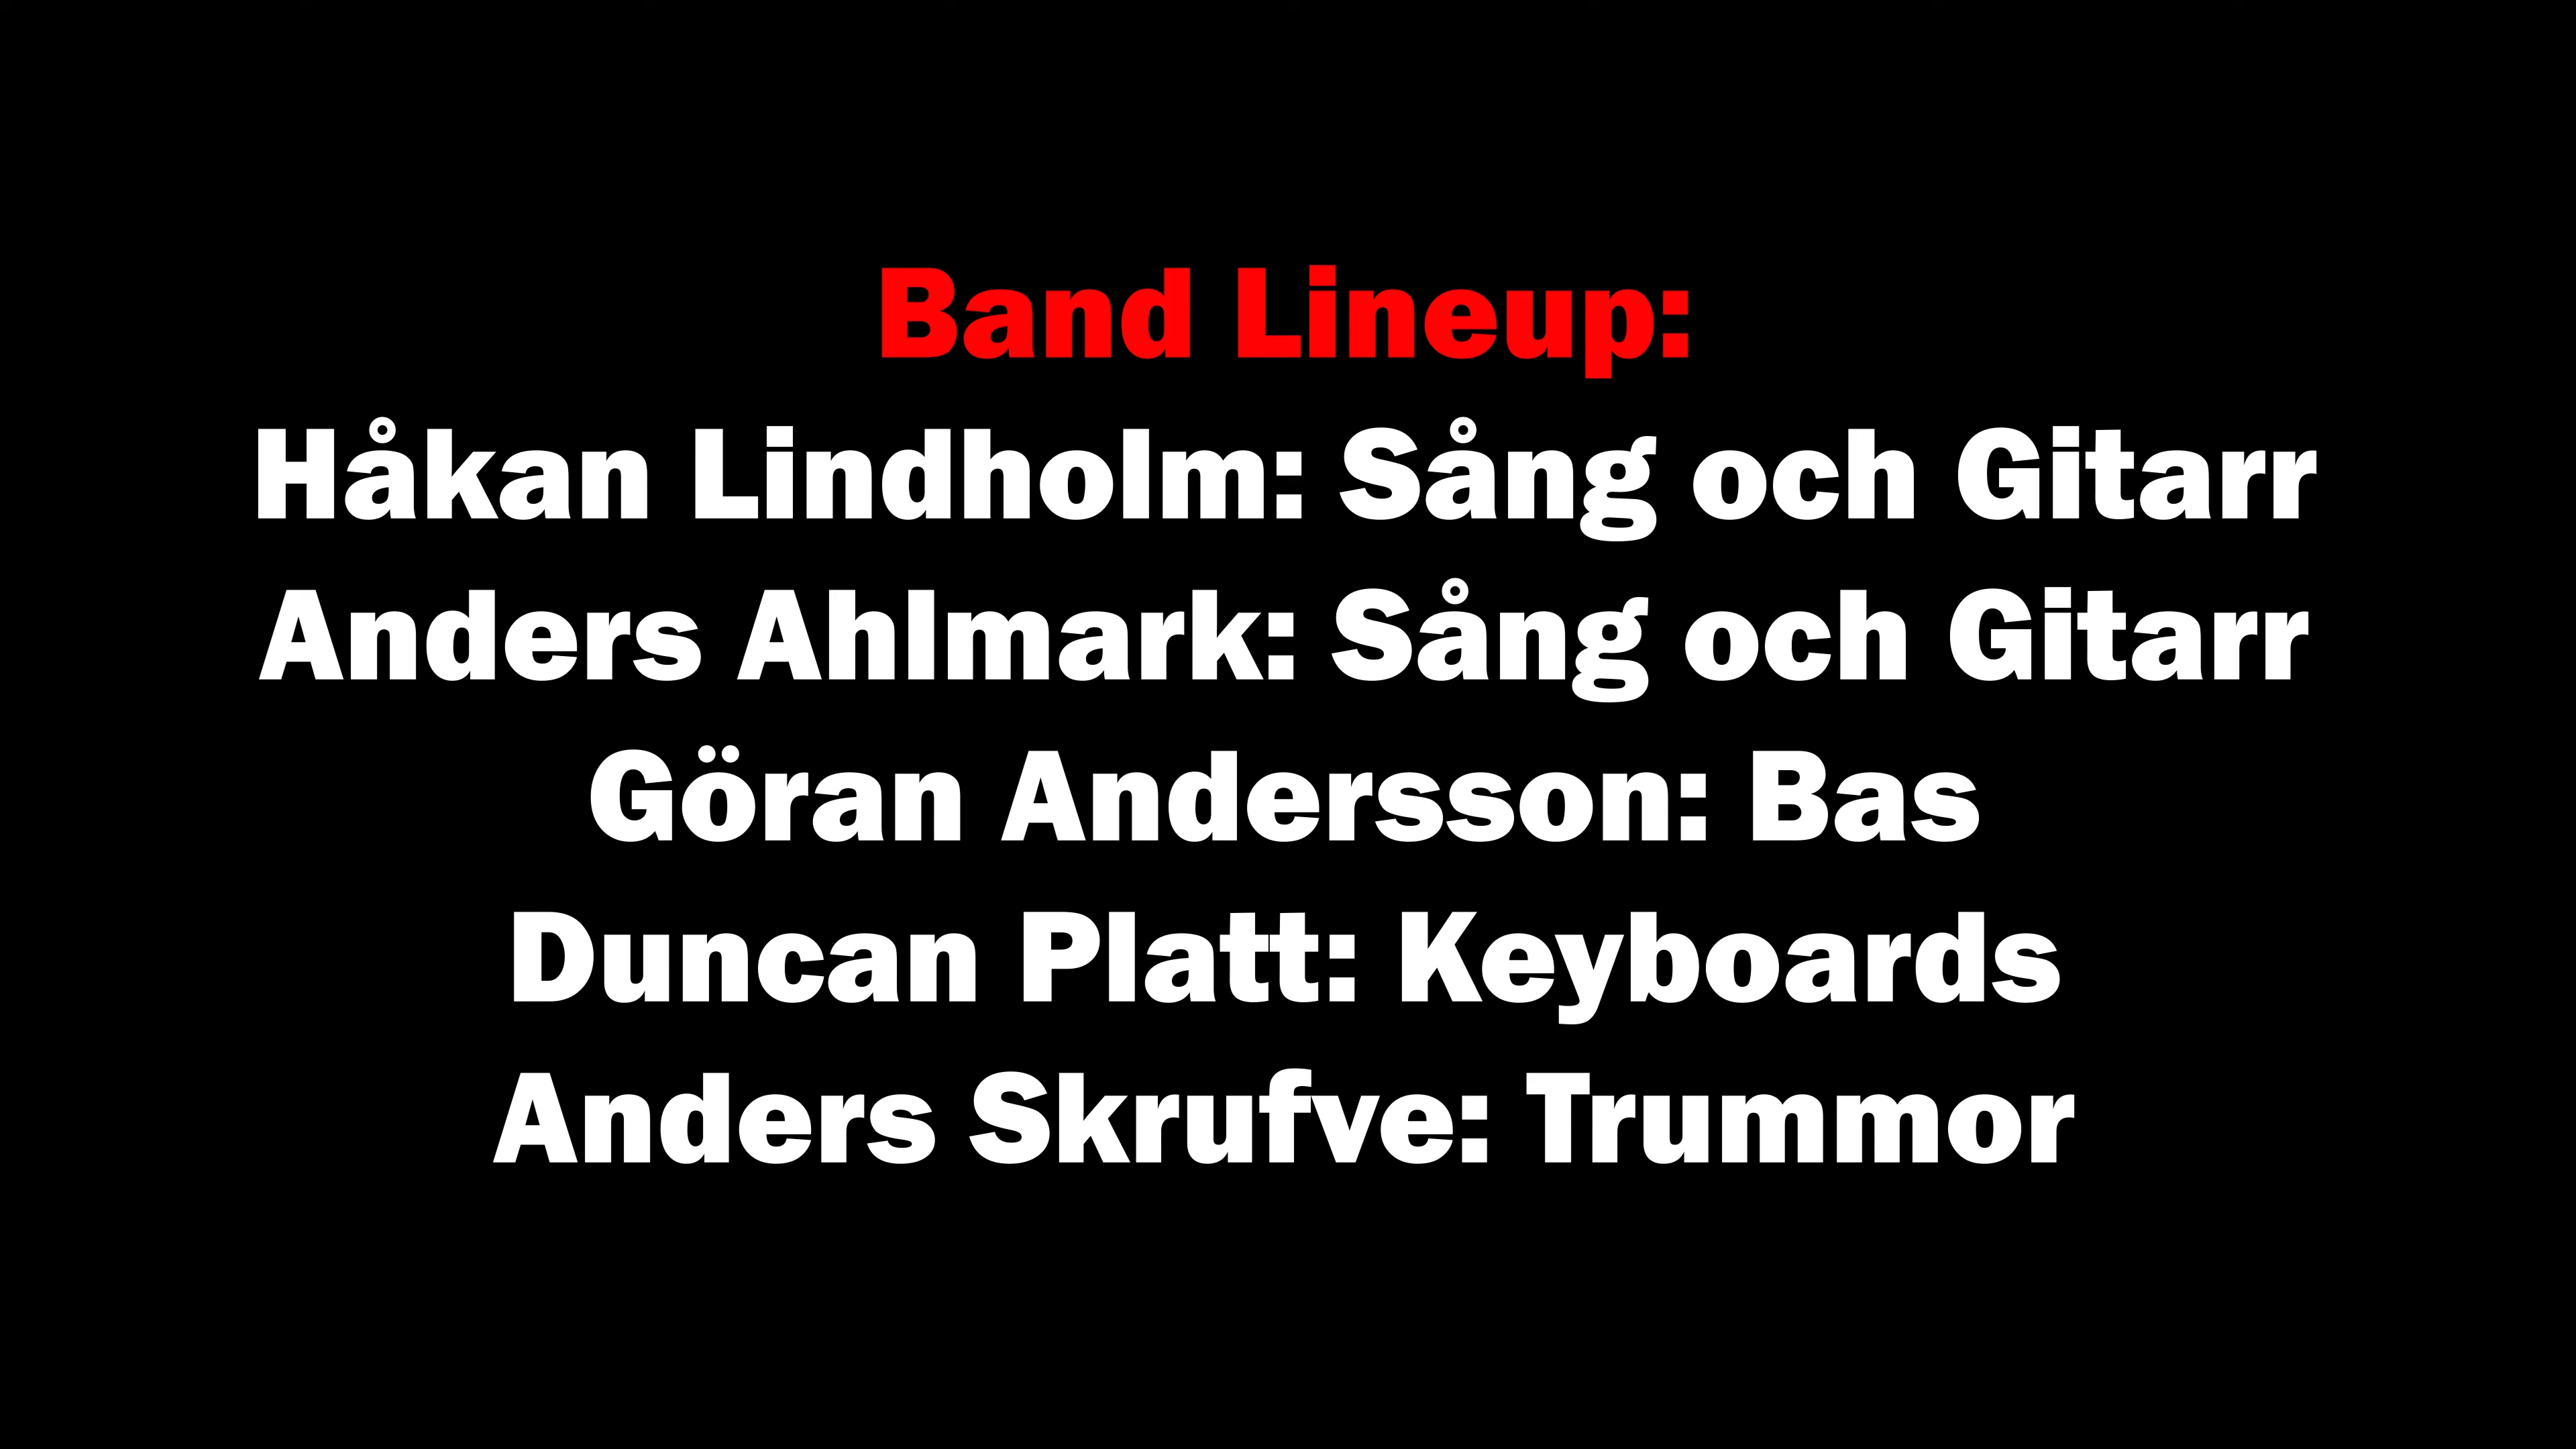 Band Lineup:
Håkan Lindholm: Sång och Gitarr
Anders Ahlmark: Sång och Gitarr
Göran Andersson: Bas
Duncan Platt: Keyboards
Anders Skrufve: Trummor